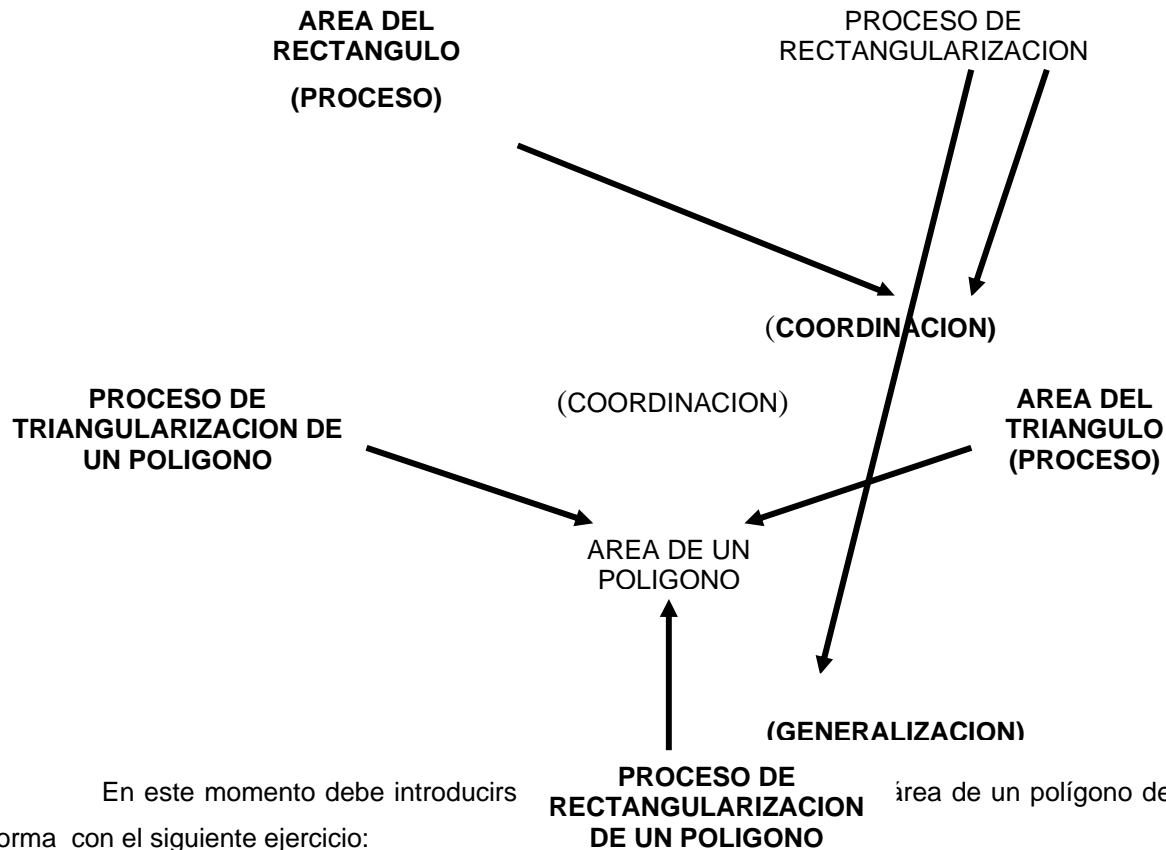 AREA DEL
RECTANGULO
(PROCESO)
PROCESO DE
RECTANGULARIZACION
(COORDINACION)
PROCESO DE
TRIANGULARIZACION DE
UN POLIGONO
(COORDINACION)
AREA DEL
TRIANGULO
(PROCESO)
AREA DE UN
POLIGONO
(GENERALIZACION)
PROCESO DE
RECTANGULARIZACION
DE UN POLIGONO
En este momento debe introducirs área de un polígono de
orma con el siguiente ejercicio: